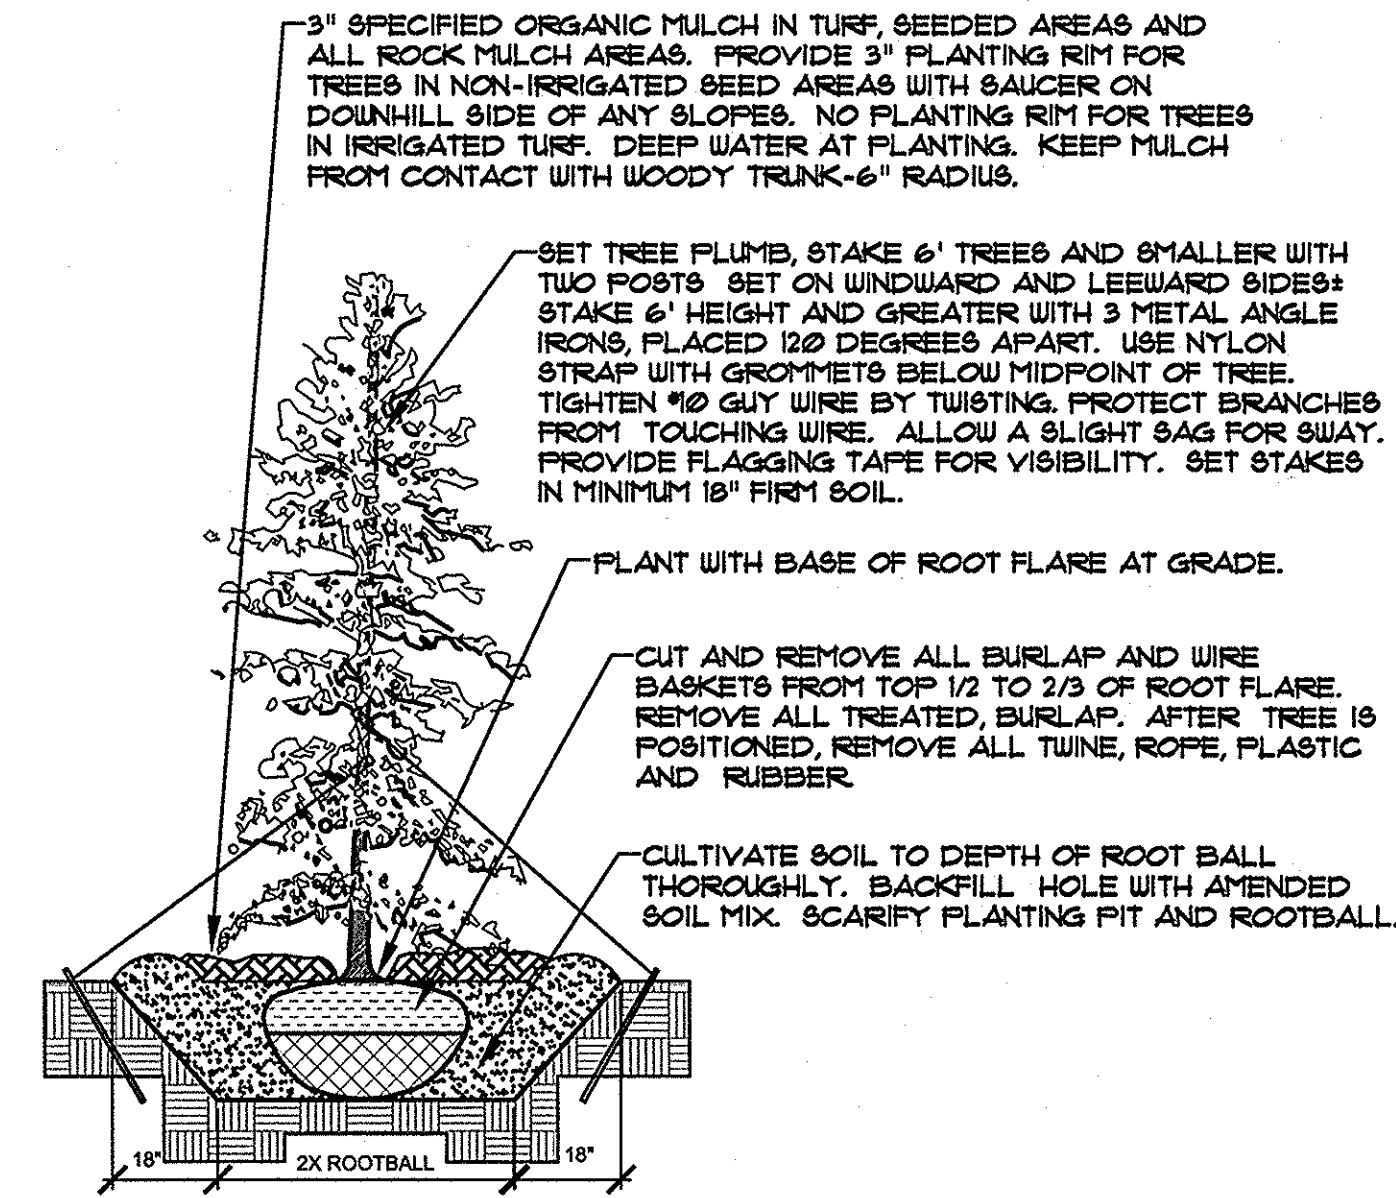 3" SPECIFIED ORGANIC MULCH IN TURF, SEEDED AREAS AND
ALL ROCK MULCH AREAS. PROVIDE 3" PLANTING RIM FOR
TREES IN NON-IRRIGATED SEED AREAS WITH SAUCER ON
DOWNHILL SIDE OF ANY SLOPES. NO PLANTING RIM FOR TREES
IN IRRIGATED TURF. DEEP WATER AT PLANTING. KEEP MULCH
FROM CONTACT WITH WOODY TRUNK-6" RADIUS.
SET TREE PLUMB, STAKE 6' TREES AND SMALLER WITH
TWO POSTS SET ON WINDWARD AND LEEWARD SIDES±
STAKE 6' HEIGHT AND GREATER WITH 3 METAL ANGLE
IRONS, PLACED 120 DEGREES APART. USE NYLON
STRAP WITH GROMMETS BELOW MIDPOINT OF TREE.
TIGHTEN #10 GUY WIRE BY TWISTING. PROTECT BRANCHES
FROM TOUCHING WIRE. ALLOW A SLIGHT SAG FOR SWAY.
PROVIDE FLAGGING TAPE FOR VISIBILITY. SET STAKES
IN MINIMUM 18" FIRM SOIL.
PLANT WITH BASE OF ROOT FLARE AT GRADE.
CUT AND REMOVE ALL BURLAP AND WIRE
BASKETS FROM TOP 1/2 TO 2/3 OF ROOT FLARE.
REMOVE ALL TREATED, BURLAP. AFTER TREE IS
POSITIONED, REMOVE ALL TWINE, ROPE, PLASTIC
AND RUBBER
CULTIVATE SOIL TO DEPTH OF ROOT BALL
THOROUGHLY. BACKFILL HOLE WITH AMENDED
SOIL MIX. SCARIFY PLANTING PIT AND ROOTBALL.
18" 2X ROOTBALL 18"